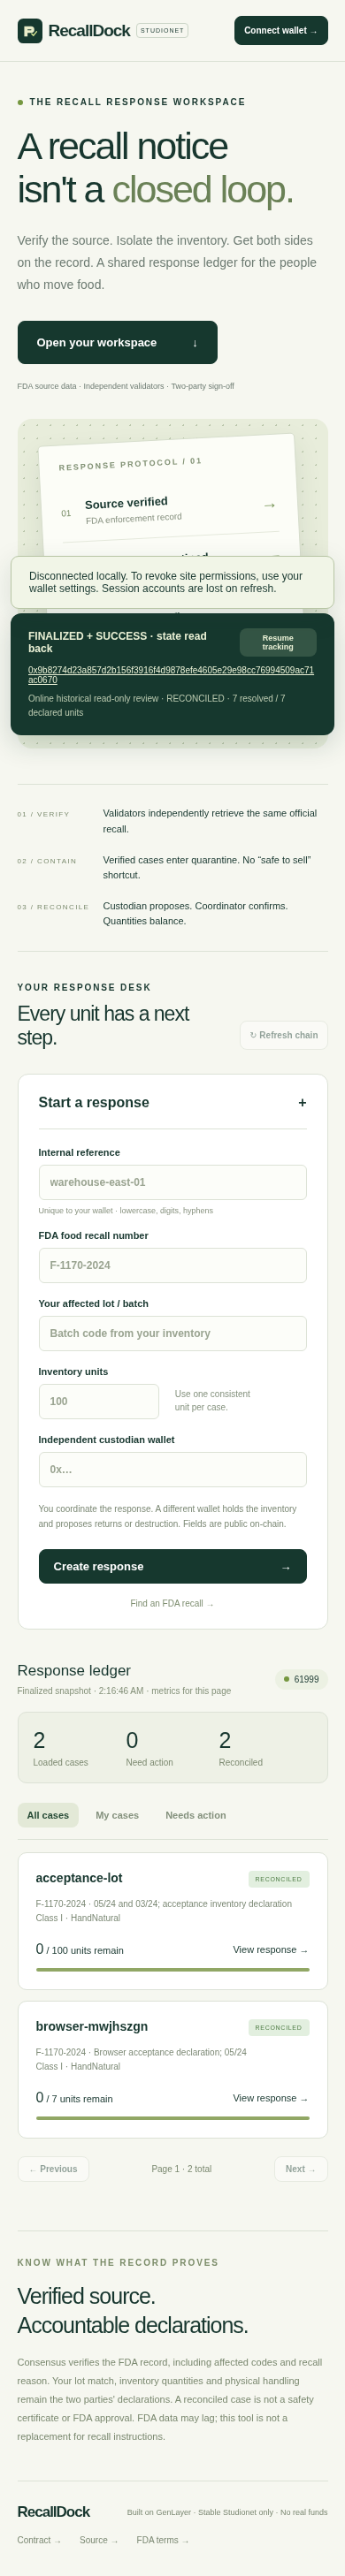 RecallDock STUDIONET Connect wallet →
THE RECALL RESPONSE WORKSPACE
A recall notice
isn't a closed loop.
Verify the source. Isolate the inventory. Get both sides
on the record. A shared response ledger for the people
who move food.
Open your workspace ↓
FDA source data · Independent validators · Two-party sign-off
RESPONSE PROTOCOL / 01
01 Source verified →
FDA enforcement record
Disconnected locally. To revoke site permissions, use your
wallet settings. Session accounts are lost on refresh.
FINALIZED + SUCCESS · state read
back
Resume
tracking
0x9b8274d23a857d2b156f3916f4d9878efe4605e29e98cc76994509ac71
ac0670
Online historical read-only review · RECONCILED · 7 resolved / 7
declared units
01 / VERIFY Validators independently retrieve the same official
recall.
02 / CONTAIN Verified cases enter quarantine. No “safe to sell”
shortcut.
03 / RECONCILE Custodian proposes. Coordinator confirms.
Quantities balance.
YOUR RESPONSE DESK
Every unit has a next
step.
↻ Refresh chain
Start a response +
Internal reference
warehouse-east-01
Unique to your wallet · lowercase, digits, hyphens
FDA food recall number
F-1170-2024
Your affected lot / batch
Batch code from your inventory
Inventory units
100
Use one consistent
unit per case.
Independent custodian wallet
0x…
You coordinate the response. A different wallet holds the inventory
and proposes returns or destruction. Fields are public on-chain.
Create response →
Find an FDA recall →
Response ledger
Finalized snapshot · 2:16:46 AM · metrics for this page
61999
2 0 2
Loaded cases Need action Reconciled
All cases My cases Needs action
acceptance-lot RECONCILED
F-1170-2024 · 05/24 and 03/24; acceptance inventory declaration
Class I · HandNatural
0 / 100 units remain View response →
browser-mwjhszgn RECONCILED
F-1170-2024 · Browser acceptance declaration; 05/24
Class I · HandNatural
0 / 7 units remain View response →
← Previous Page 1 · 2 total Next →
KNOW WHAT THE RECORD PROVES
Verified source.
Accountable declarations.
Consensus verifies the FDA record, including affected codes and recall
reason. Your lot match, inventory quantities and physical handling
remain the two parties' declarations. A reconciled case is not a safety
certificate or FDA approval. FDA data may lag; this tool is not a
replacement for recall instructions.
RecallDock Built on GenLayer · Stable Studionet only · No real funds
Contract → Source → FDA terms →